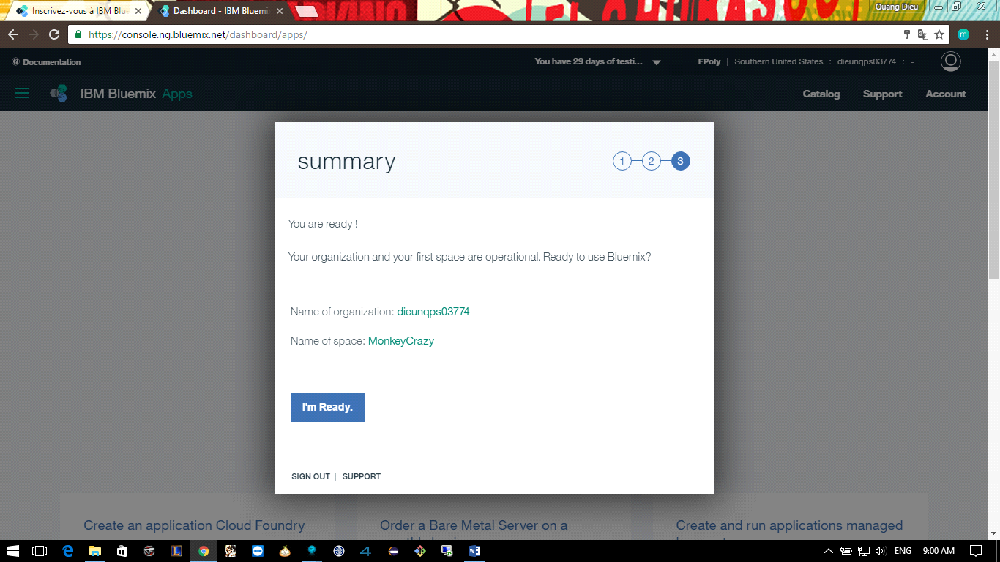 Inscrivez-vous à IBM Blue
Dashboard - IBM Bluemix
Quang Dieu
https://console.ng.bluemix.net/dashboard/apps/
m
Documentation
You have 29 days of testi...
FPoly | Southern United States : dieunqps03774 : -
IBM Bluemix Apps
Catalog Support Account
summary
1 2 3
You are ready !
Your organization and your first space are operational. Ready to use Bluemix?
Name of organization: dieunqps03774
Name of space: MonkeyCrazy
I'm Ready.
SIGN OUT | SUPPORT
Create an application Cloud Foundry
Order a Bare Metal Server on a
Create and run applications managed
ENG 9:00 AM